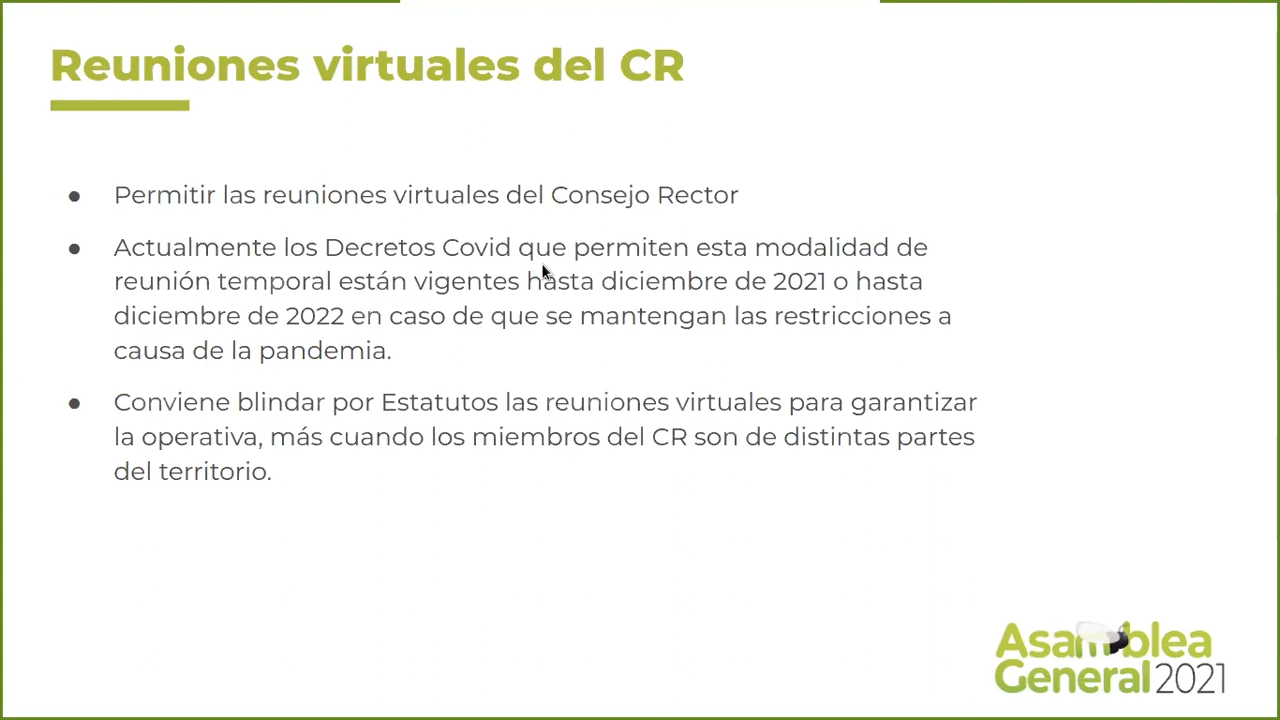 Reuniones virtuales del CR
● Permitir las reuniones virtuales del Consejo Rector
● Actualmente los Decretos Covid que permiten esta modalidad de
reunión temporal están vigentes hasta diciembre de 2021 o hasta
diciembre de 2022 en caso de que se mantengan las restricciones a
causa de la pandemia.
● Conviene blindar por Estatutos las reuniones virtuales para garantizar
la operativa, más cuando los miembros del CR son de distintas partes
del territorio.
Asamblea
General 2021